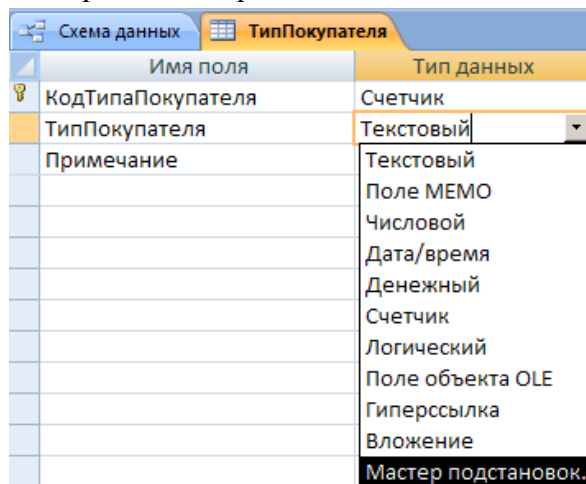 Схема данных ТипПокупателя
Имя поля Тип данных
КодТипаПокупателя Счетчик
ТипПокупателя Текстовый
Примечание Текстовый
Поле MEMO
Числовой
Дата/время
Денежный
Счетчик
Логический
Поле объекта OLE
Гиперссылка
Вложение
Мастер подстановок.